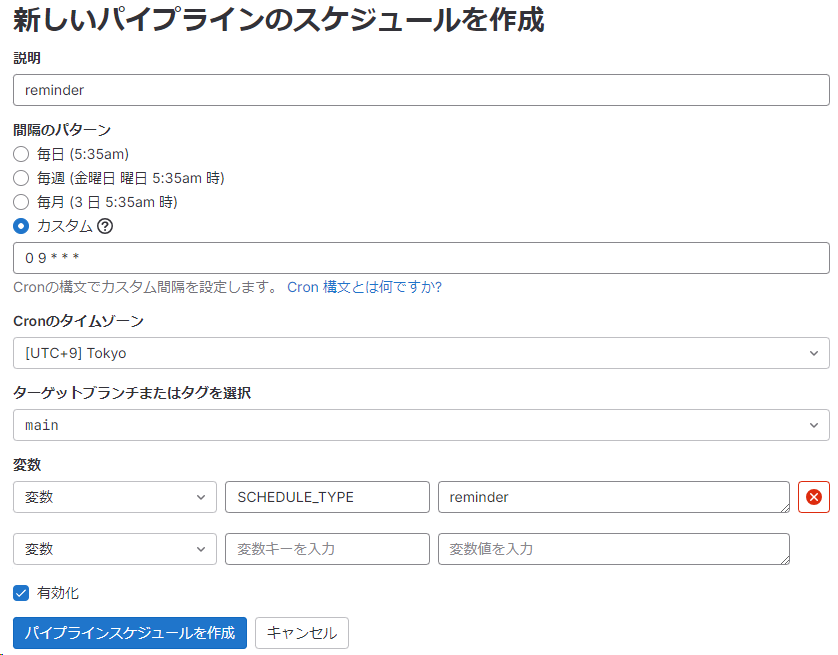 新しいパイプラインのスケジュールを作成
説明
reminder
間隔のパターン
毎日 (5:35am)
毎週 (金曜日 曜日 5:35am 時)
毎月 (3 日 5:35am 時)
カスタム
0 9 * * *
Cronの構文でカスタム間隔を設定します。 Cron 構文とは何ですか?
Cronのタイムゾーン
[UTC+9] Tokyo
ターゲットブランチまたはタグを選択
main
変数
変数 SCHEDULE_TYPE reminder
変数 変数キーを入力 変数値を入力
有効化
パイプラインスケジュールを作成 キャンセル